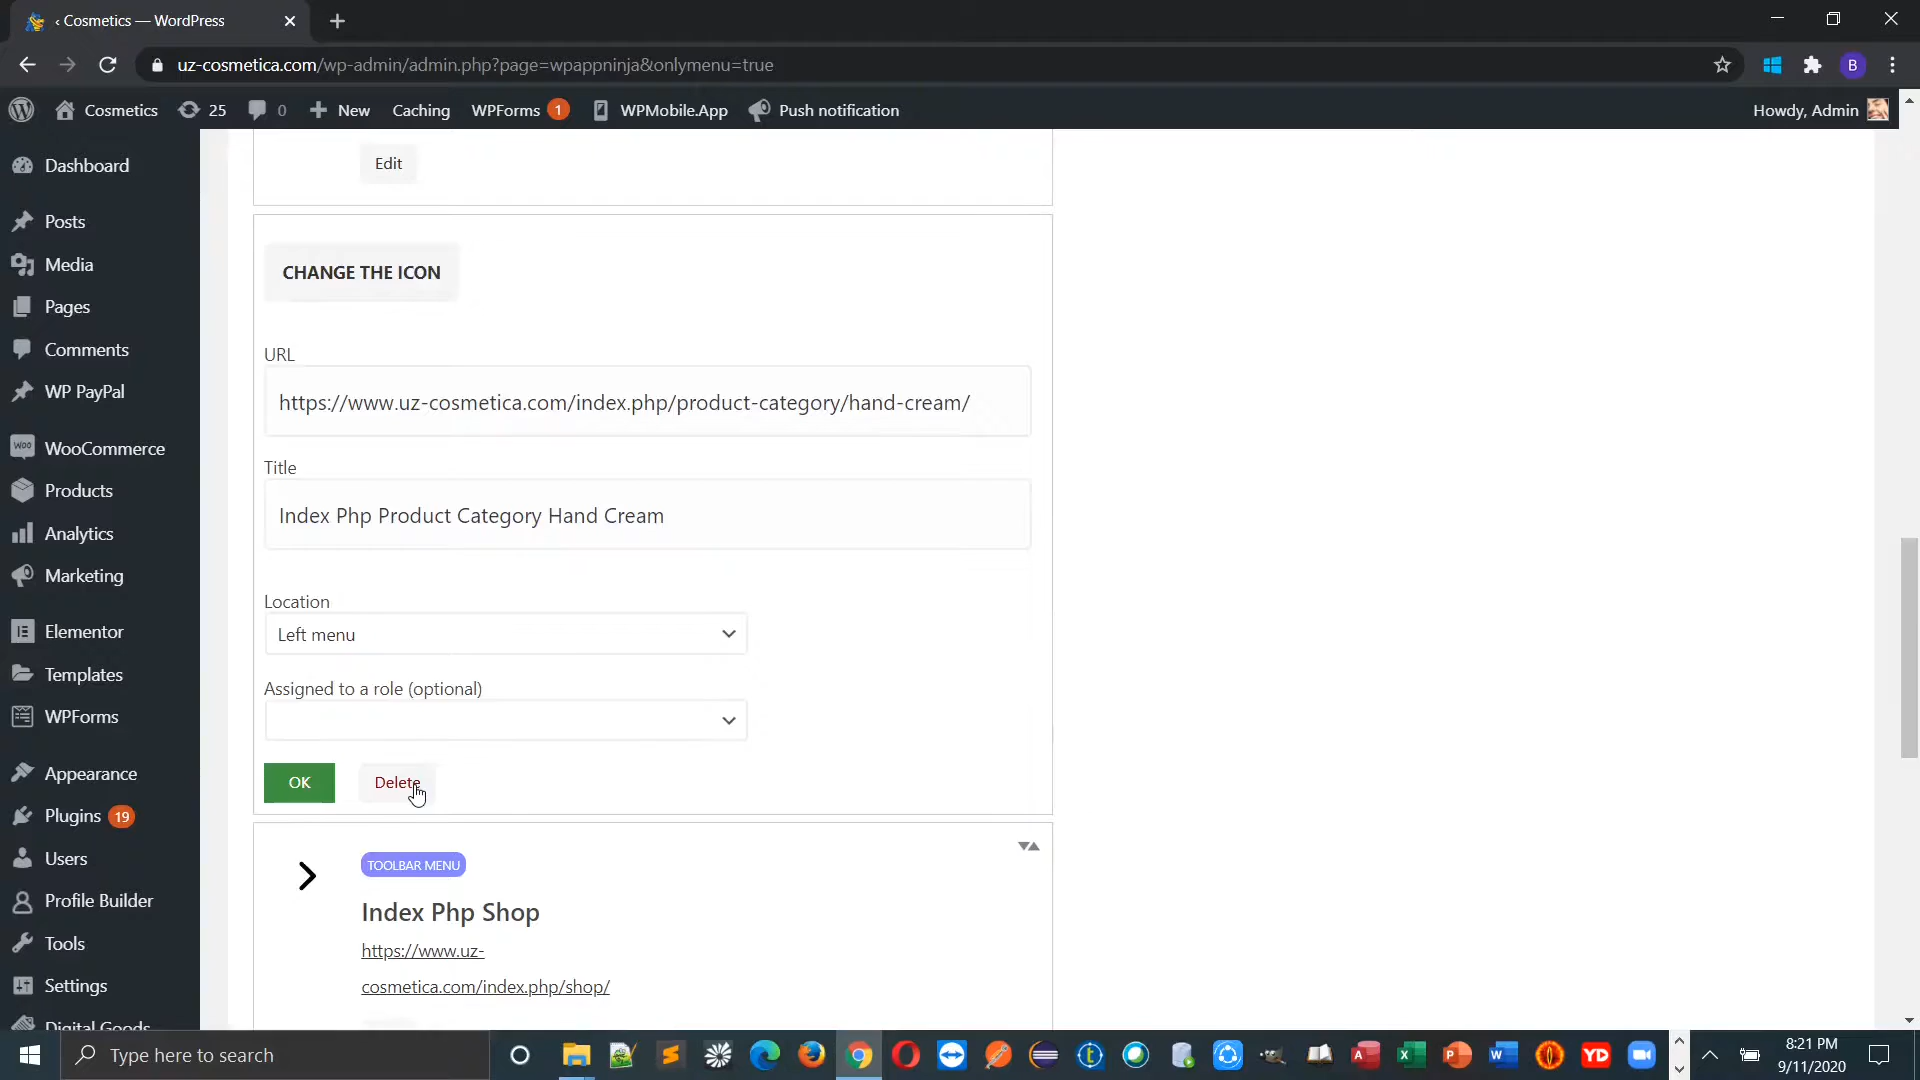 ‹ Cosmetics — WordPress
uz-cosmetica.com/wp-admin/admin.php?page=wpappninja&onlymenu=true
B
Cosmetics 25 0 New Caching WPForms 1 WPMobile.App Push notification Howdy, Admin
Dashboard
Posts
Media
Pages
Comments
WP PayPal
Woo WooCommerce
Products
Analytics
Marketing
Elementor
Templates
WPForms
Appearance
Plugins 19
Users
Profile Builder
Tools
Settings
Digital Goods
Edit
CHANGE THE ICON
URL
https://www.uz-cosmetica.com/index.php/product-category/hand-cream/
Title
Index Php Product Category Hand Cream
Location
Left menu
Assigned to a role (optional)
OK Delete
TOOLBAR MENU
Index Php Shop
https://www.uz-
cosmetica.com/index.php/shop/
Type here to search
YD
8:21 PM
9/11/2020